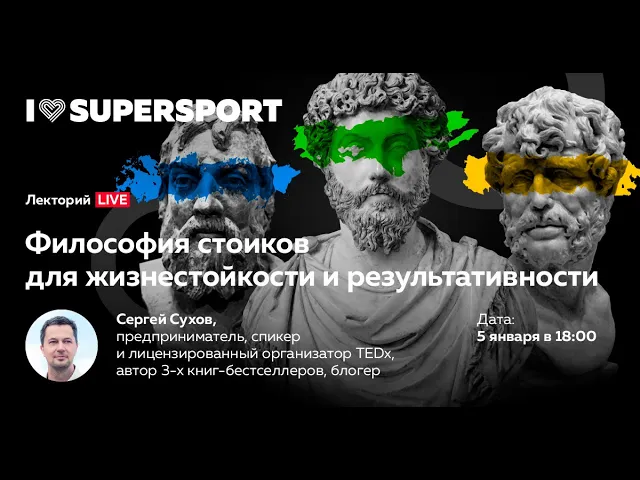 I SUPERSPORT
Лекторий LIVE
Философия стоиков
для жизнестойкости и результативности
Сергей Сухов,
предприниматель, спикер
и лицензированный организатор TEDx,
автор 3-х книг-бестселлеров, блогер
Дата:
5 января в 18:00